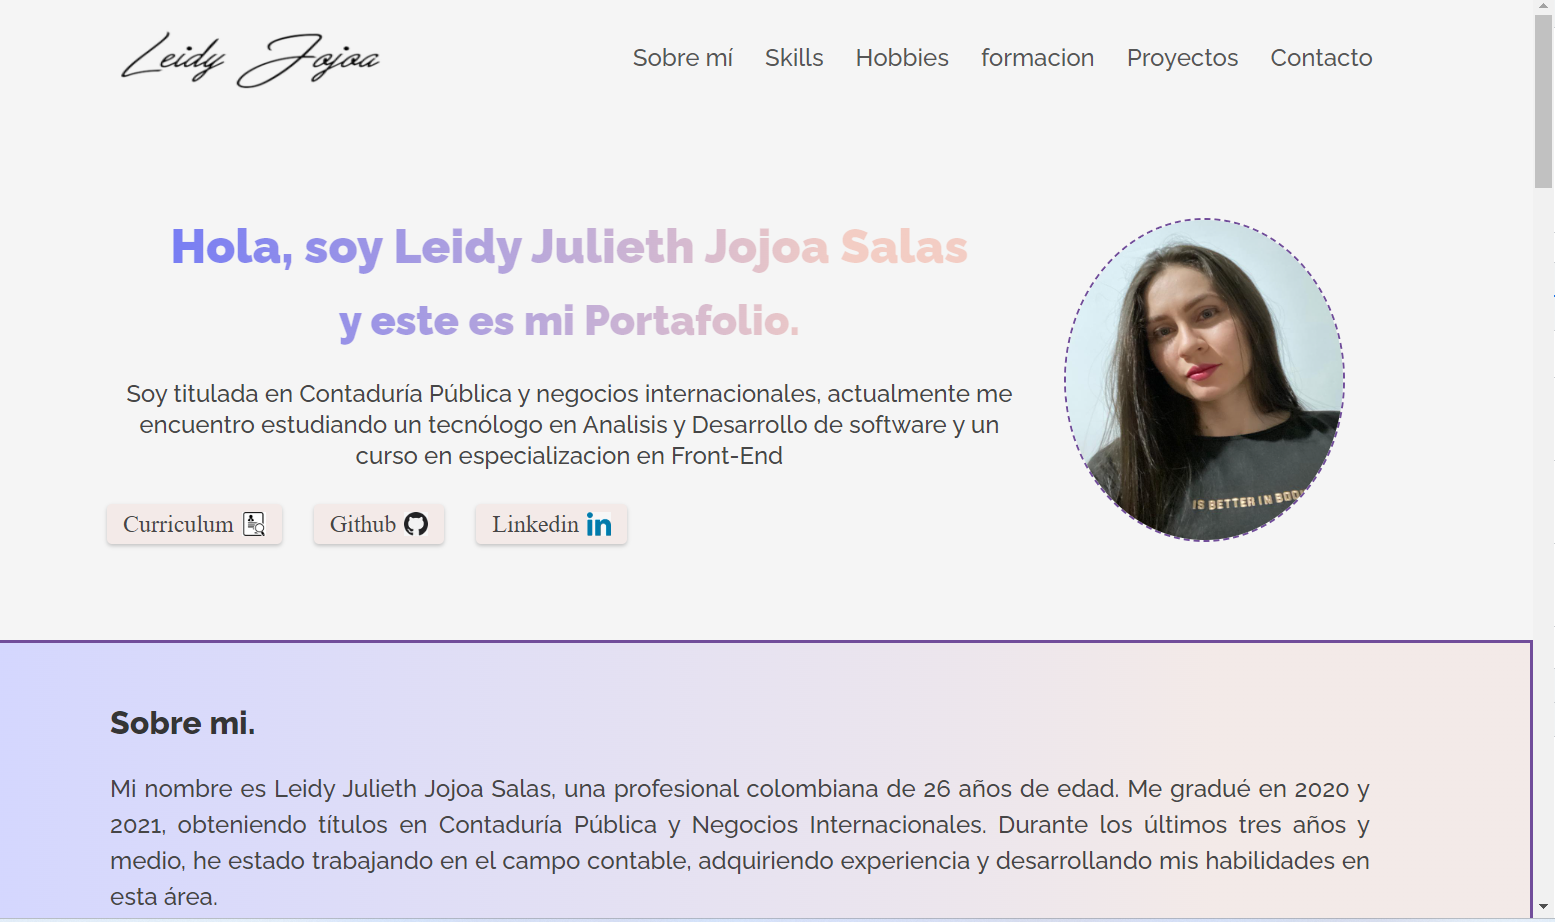 Leidy Jojoa
Sobre mí Skills Hobbies formacion Proyectos Contacto
Hola, soy Leidy Julieth Jojoa Salas
y este es mi Portafolio.
Soy titulada en Contaduría Pública y negocios internacionales, actualmente me
encuentro estudiando un tecnólogo en Analisis y Desarrollo de software y un
curso en especializacion en Front-End
Curriculum Github Linkedin in
IS BETTER IN BOO
Sobre mi.
Mi nombre es Leidy Julieth Jojoa Salas, una profesional colombiana de 26 años de edad. Me gradué en 2020 y
2021, obteniendo títulos en Contaduría Pública y Negocios Internacionales. Durante los últimos tres años y
medio, he estado trabajando en el campo contable, adquiriendo experiencia y desarrollando mis habilidades en
esta área.